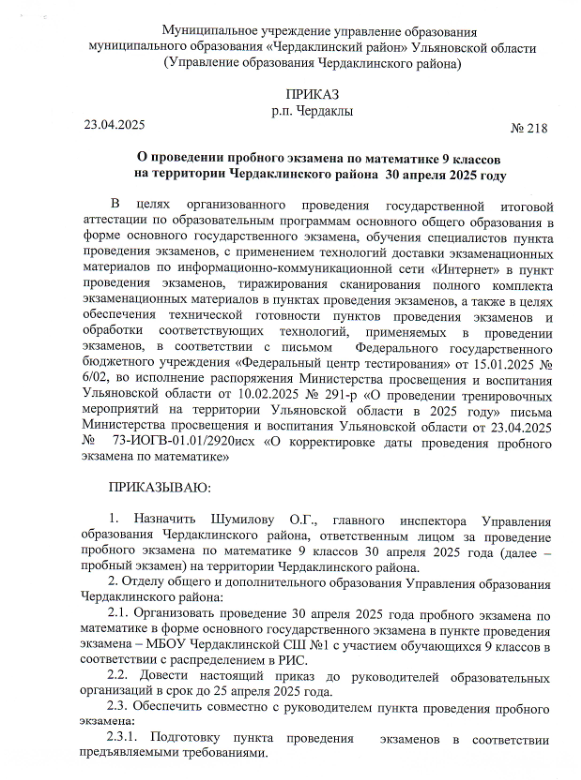 Муниципальное учреждение управление образования
муниципального образования «Чердаклинский район» Ульяновской области
(Управление образования Чердаклинского района)
ПРИКАЗ
р.п. Чердаклы
23.04.2025
№ 218
О проведении пробного экзамена по математике 9 классов
на территории Чердаклинского района 30 апреля 2025 году
В целях организованного проведения государственной итоговой
аттестации по образовательным программам основного общего образования в
форме основного государственного экзамена, обучения специалистов пункта
проведения экзаменов, с применением технологий доставки экзаменационных
материалов по информационно-коммуникационной сети «Интернет» в пункт
проведения экзаменов, тиражирования сканирования полного комплекта
экзаменационных материалов в пунктах проведения экзаменов, а также в целях
обеспечения технической готовности пунктов проведения экзаменов и
обработки соответствующих технологий, применяемых в проведении
экзаменов, в соответствии с письмом Федерального государственного
бюджетного учреждения «Федеральный центр тестирования» от 15.01.2025 №
6/02, во исполнение распоряжения Министерства просвещения и воспитания
Ульяновской области от 10.02.2025 № 291-р «О проведении тренировочных
мероприятий на территории Ульяновской области в 2025 году» письма
Министерства просвещения и воспитания Ульяновской области от 23.04.2025
№ 73-ИОГВ-01.01/2920исх «О корректировке даты проведения пробного
экзамена по математике»
ПРИКАЗЫВАЮ:
1. Назначить Шумилову О.Г., главного инспектора Управления
образования Чердаклинского района, ответственным лицом за проведение
пробного экзамена по математике 9 классов 30 апреля 2025 года (далее –
пробный экзамен) на территории Чердаклинского района.
2. Отделу общего и дополнительного образования Управления образования
Чердаклинского района:
2.1. Организовать проведение 30 апреля 2025 года пробного экзамена по
математике в форме основного государственного экзамена в пункте проведения
экзамена – МБОУ Чердаклинской СШ №1 с участием обучающихся 9 классов в
соответствии с распределением в РИС.
2.2. Довести настоящий приказ до руководителей образовательных
организаций в срок до 25 апреля 2025 года.
2.3. Обеспечить совместно с руководителем пункта проведения пробного
экзамена:
2.3.1. Подготовку пункта проведения экзаменов в соответствии
предъявляемыми требованиями.